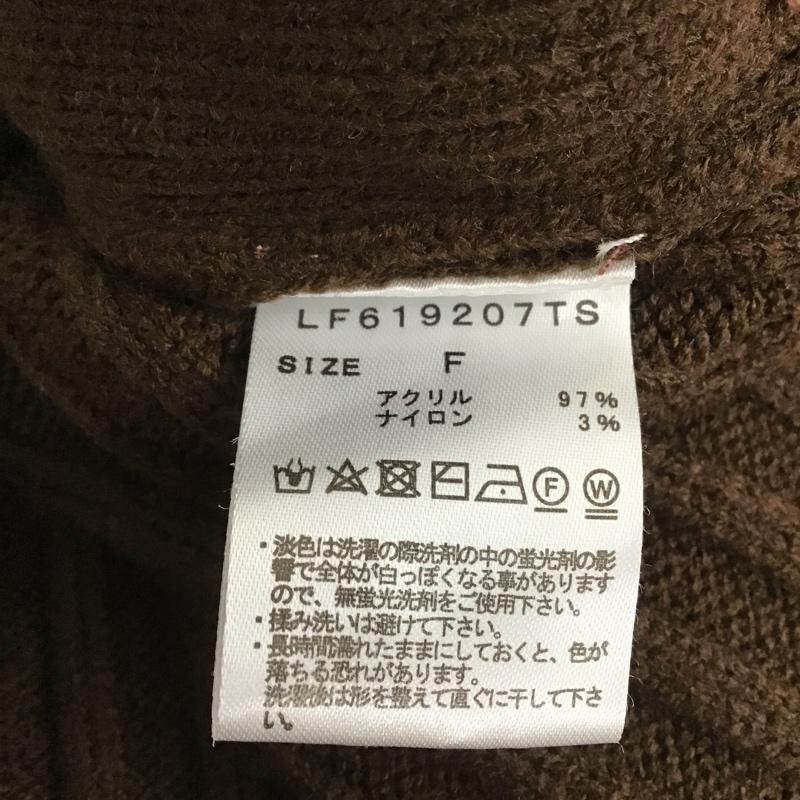 LF619207TS
SIZE F
アクリル 97%
ナイロン 3%
F W
・淡色は洗濯の際洗剤の中の蛍光剤の影
響で全体が白っぽくなる事があります
ので、無蛍光洗剤をご使用下さい。
・揉み洗いは避けて下さい。
・長時間濡れたままにしておくと、色が
落ちる恐れがあります。
洗濯後は形を整えて直ぐに干して下さ
い。